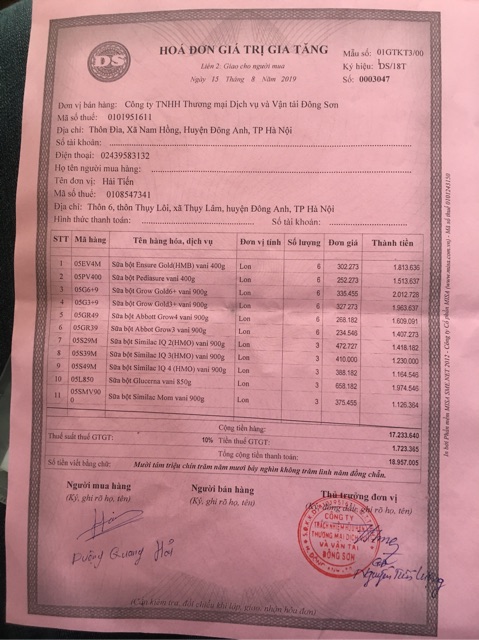 DS
HOÁ ĐƠN GIÁ TRỊ GIA TĂNG
Liên 2: Giao cho người mua
Ngày 15 Tháng 8 Năm 2019
Mẫu số: 01GTKT3/00
Ký hiệu: DS/18T
Số: 0003047
Đơn vị bán hàng: Công ty TNHH Thương mại Dịch vụ và Vận tải Đông Sơn
Mã số thuế: 0101951611
Địa chỉ: Thôn Đìa, Xã Nam Hồng, Huyện Đông Anh, TP Hà Nội
Số tài khoản:
Điện thoại: 02439583132
Họ tên người mua hàng:
Tên đơn vị: Hải Tiến
Mã số thuế: 0108547341
Địa chỉ: Thôn 6, thôn Thụy Lôi, xã Thụy Lâm, huyện Đông Anh, TP Hà Nội
Hình thức thanh toán: Số tài khoản:
STT Mã hàng Tên hàng hóa, dịch vụ Đơn vị tính Số lượng Đơn giá Thành tiền
1 05EV4M Sữa bột Ensure Gold(HMB) vani 400g Lon 6 302.273 1.813.636
2 05PV400 Sữa bột Pediasure vani 400g Lon 6 252.273 1.513.637
3 05G6+M Sữa bột Grow Gold6+ vani 900g Lon 6 335.455 2.012.729
4 05G3+9 Sữa bột Grow Gold3+ vani 900g Lon 6 327.273 1.963.637
5 05GR49 Sữa bột Abbott Grow4 vani 900g Lon 6 268.182 1.609.091
6 05GR39 Sữa bột Abbot Grow3 vani 900g Lon 6 234.546 1.407.273
7 05S29M Sữa bột Similac IQ 2(HMO) vani 900g Lon 3 472.727 1.418.182
8 05S39M Sữa bột Similac IQ 3(HMO) vani 900g Lon 3 410.000 1.230.000
9 05S49M Sữa bột Similac IQ 4 (HMO) vani 900g Lon 3 388.182 1.164.546
10 05L850 Sữa bột Glucerna vani 850g Lon 3 658.182 1.974.546
11 05SMV900 Sữa bột Similac Mom vani 900g Lon 3 375.455 1.126.364
Cộng tiền hàng: 17.233.640
Thuế suất thuế GTGT: 10% Tiền thuế GTGT: 1.723.365
Tổng cộng tiền thanh toán: 18.957.005
Số tiền viết bằng chữ: Mười tám triệu chín trăm năm mươi bảy nghìn không trăm linh năm đồng chẵn.
Người mua hàng Người bán hàng Thủ trưởng đơn vị
(Ký, ghi rõ họ, tên) (Ký, ghi rõ họ, tên) (Ký, đóng dấu, ghi rõ họ, tên)
CÔNG TY
TRÁCH NHIỆM HỮU HẠN
THƯƠNG MẠI DỊCH VỤ
VÀ VẬN TẢI
ĐÔNG SƠN
Dương Quang
Nguyễn Tiến
(Cần kiểm tra, đối chiếu khi lập, giao, nhận hóa đơn)